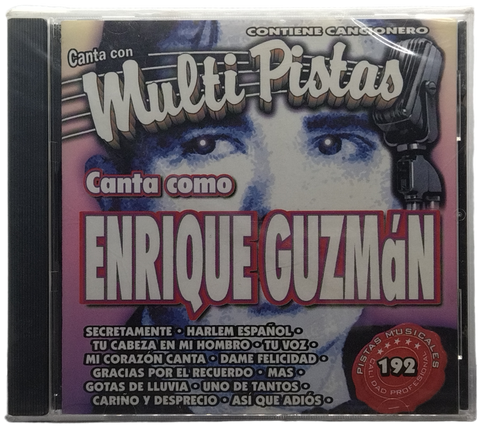 CONTIENE CANCIONERO
Canta con
Multi Pistas
Canta como
ENRIQUE GUZMáN
SECRETAMENTE • HARLEM ESPAÑOL •
TU CABEZA EN MI HOMBRO • TU VOZ •
MI CORAZÓN CANTA • DAME FELICIDAD •
GRACIAS POR EL RECUERDO • MAS •
GOTAS DE LLUVIA • UNO DE TANTOS •
CARIÑO Y DESPRECIO • ASÍ QUE ADIÓS •
PISTAS MUSICALES
192
CALIDAD PROFESIONAL